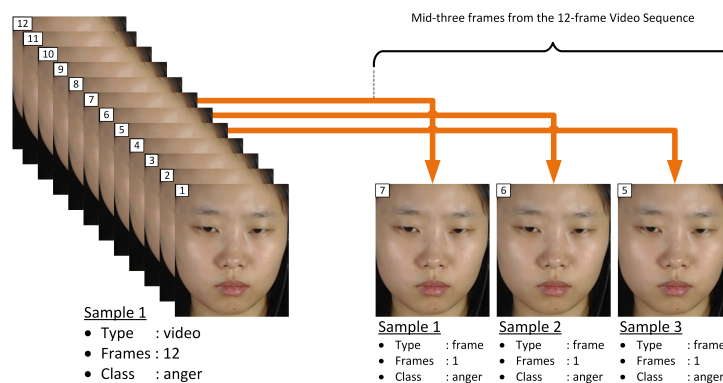 Mid-three frames from the 12-frame Video Sequence
12
11
10
9
8
7
6
5
4
3
2
1
7
6
5
Sample 1
• Type : video
• Frames : 12
• Class : anger
Sample 1
• Type : frame
• Frames : 1
• Class : anger
Sample 2
• Type : frame
• Frames : 1
• Class : anger
Sample 3
• Type : frame
• Frames : 1
• Class : anger